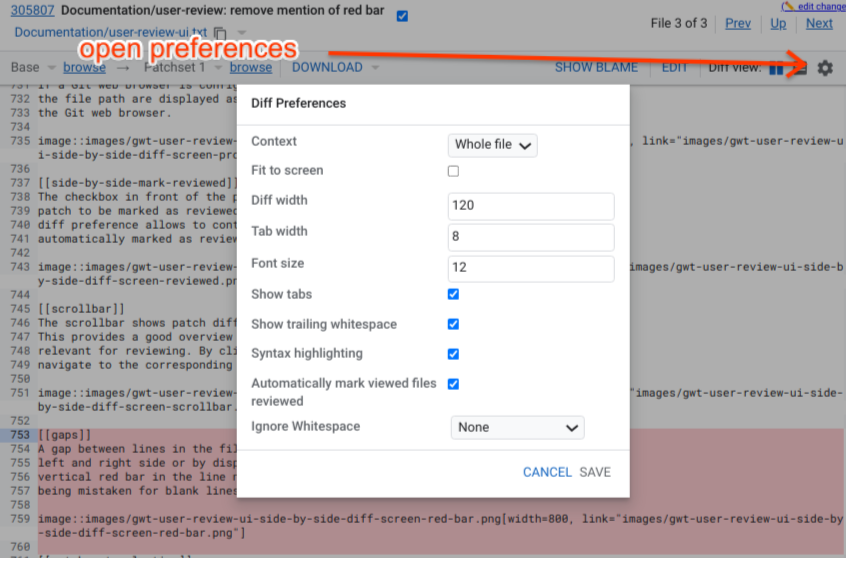 305807 Documentation/user-review: remove mention of red bar
edit change
Documentation/user-review-ui.txt
File 3 of 3 Prev Up Next
open preferences
Base browse → Patchset 1 browse DOWNLOAD SHOW BLAME EDIT Diff view:
731 If a Git web browser is config
732 the file path are displayed as
733 the Git web browser.
734
735 image::images/gwt-user-review- , link="images/gwt-user-review-u
i-side-by-side-diff-screen-pro
736
737 [[side-by-side-mark-reviewed]]
738 The checkbox in front of the p
739 patch to be marked as reviewed
740 diff preference allows to cont
741 automatically marked as review
742
743 image::images/gwt-user-review- images/gwt-user-review-ui-side-b
y-side-diff-screen-reviewed.pn
744
745 [[scrollbar]]
746 The scrollbar shows patch diff
747 This provides a good overview
748 relevant for reviewing. By cli
749 navigate to the corresponding
750
751 image::images/gwt-user-review- "images/gwt-user-review-ui-side-
by-side-diff-screen-scrollbar.
752
753 [[gaps]]
754 A gap between lines in the fil
755 left and right side or by disp
756 vertical red bar in the line n
757 being mistaken for blank lines
758
759 image::images/gwt-user-review-ui-side-by-side-diff-screen-red-bar.png[width=800, link="images/gwt-user-review-ui-side-by
-side-diff-screen-red-bar.png"]
760
Diff Preferences
Context Whole file
Fit to screen
Diff width 120
Tab width 8
Font size 12
Show tabs
Show trailing whitespace
Syntax highlighting
Automatically mark viewed files
reviewed
Ignore Whitespace None
CANCEL SAVE